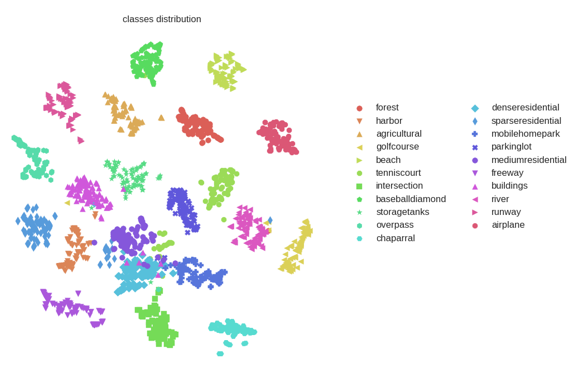 classes distribution
forest
harbor
agricultural
golfcourse
beach
tenniscourt
intersection
baseballdiamond
storagetanks
overpass
chaparral
denseresidential
sparseresidential
mobilehomepark
parkinglot
mediumresidential
freeway
buildings
river
runway
airplane